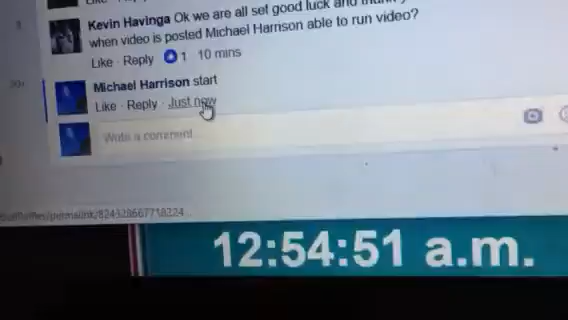 Kevin Havinga Ok we are all set good luck and
when video is posted Michael Harrison able to run video?
Like · Reply 1 10 mins
Michael Harrison start
Like · Reply · Just now
Write a comment
12:54:51 a.m.